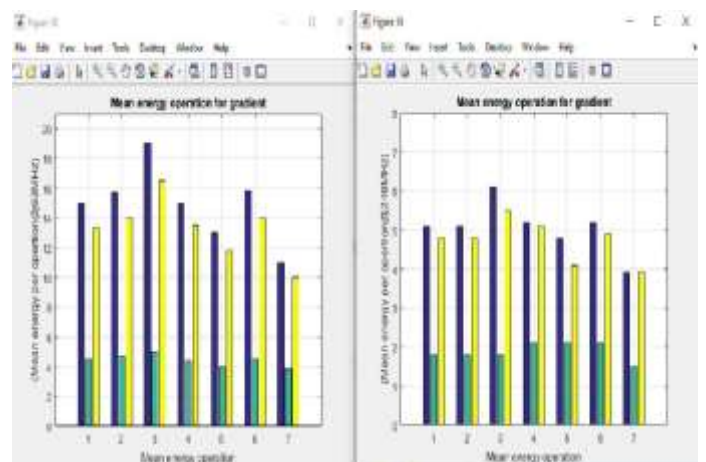 Figure
File Edit View Insert Tools Desktop Window Help
Mean energy operation for gradient
20
18
16
14
12
10
8
6
4
2
0
1 2 3 4 5 6 7
Mean energy operation
Figure
File Edit View Insert Tools Desktop Window Help
Mean energy operation for gradient
8
7
6
5
4
3
2
1
0
1 2 3 4 5 6 7
Mean energy operation